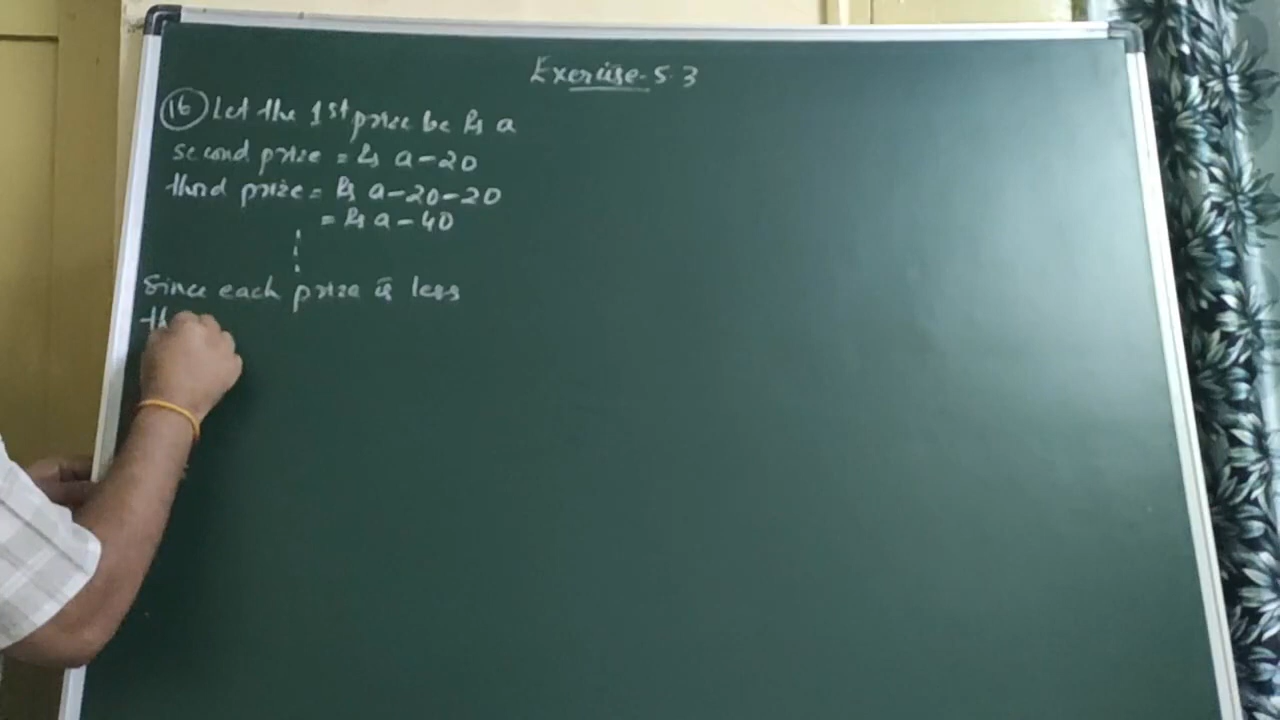 Exercise-5.3
16 Let the 1st prize be Rs a
second prize = Rs a-20
third prize = Rs a-20-20
= Rs a-40
Since each prize is less
th